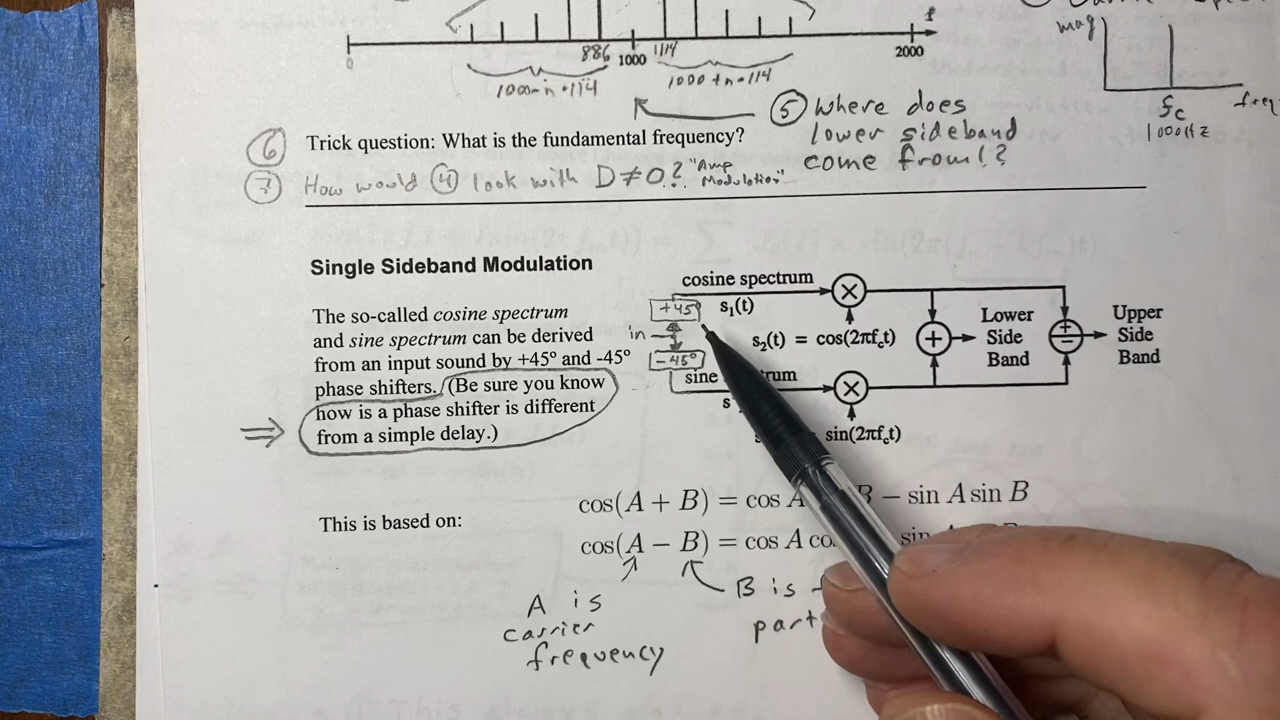 mag
886 1000 1114
2000
f
0
1000-n·114
1000+n·114
fc
freq
1000HZ
⑤ Where does
lower sideband
come from!?
⑥ Trick question: What is the fundamental frequency?
⑦ How would ④ look with D≠0? "Amp
Modulation"
Single Sideband Modulation
The so-called cosine spectrum
and sine spectrum can be derived
from an input sound by +45° and -45°
phase shifters. (Be sure you know
how is a phase shifter is different
from a simple delay.)
cosine spectrum
+45°
s1(t)
in
s2(t) = cos(2πfct)
-45°
sine
s
sin(2πfct)
Lower
Side
Band
Upper
Side
Band
This is based on:
cos(A + B) = cos A B − sin A sin B
cos(A − B) = cos A
A is
carrier
frequency
B is